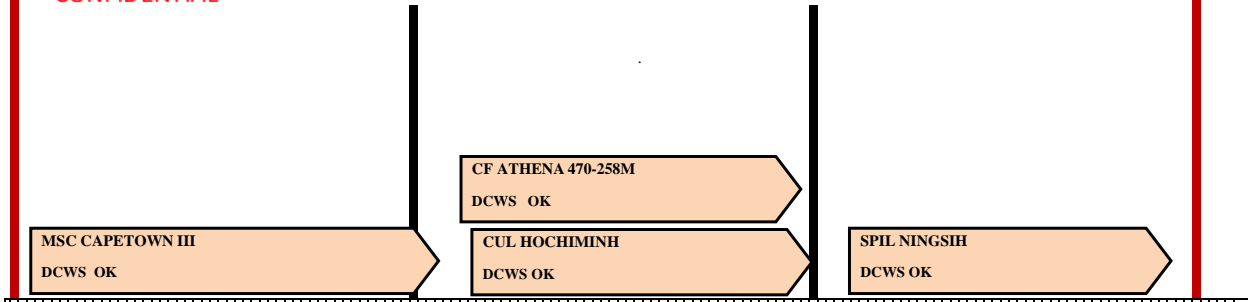 CONFIDENTIAL
CF ATHENA 470-258M
DCWS OK
MSC CAPETOWN III
DCWS OK
CUL HOCHIMINH
DCWS OK
SPIL NINGSIH
DCWS OK